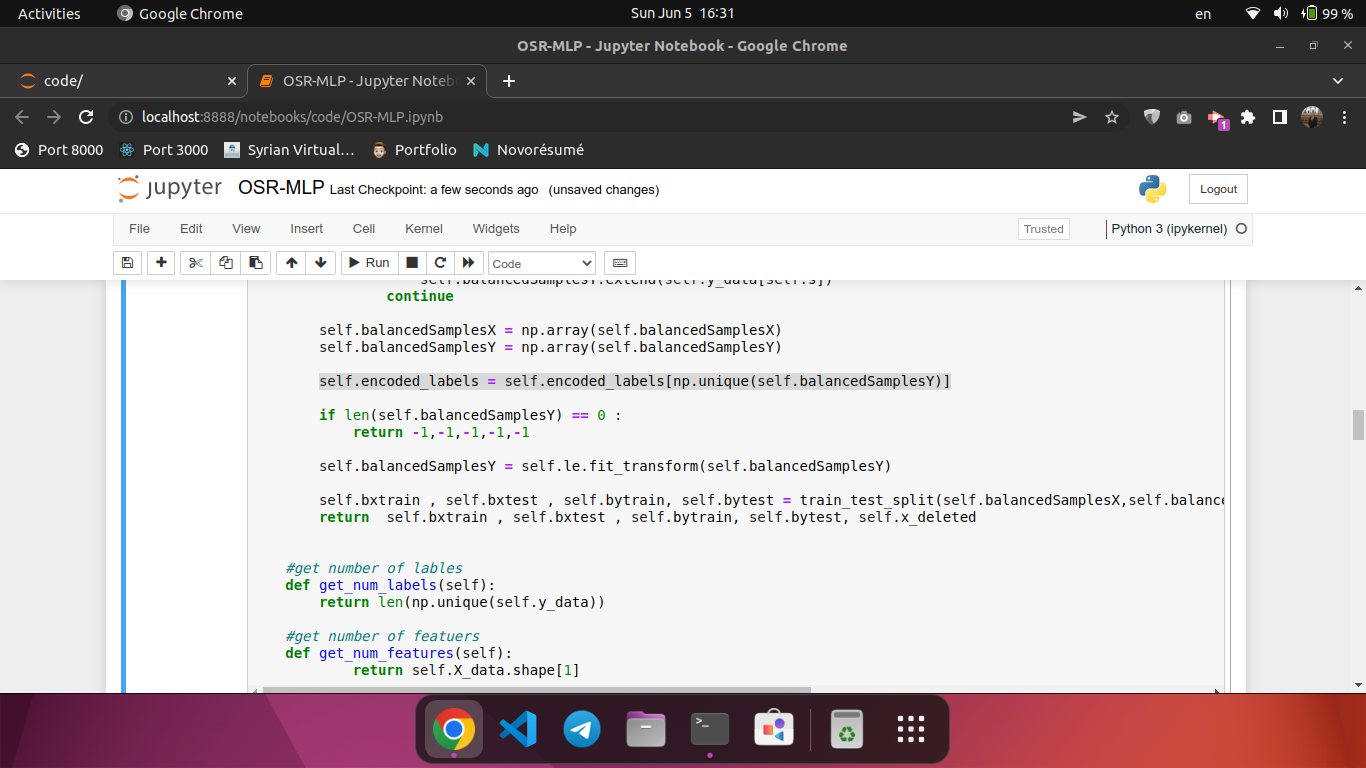 Activities
Google Chrome
Sun Jun 5 16:31
en
99 %
OSR-MLP - Jupyter Notebook - Google Chrome
code/
OSR-MLP - Jupyter Noteb
localhost:8888/notebooks/code/OSR-MLP.ipynb
1
Port 8000
Port 3000
Syrian Virtual...
Portfolio
Novorésumé
jupyter
OSR-MLP Last Checkpoint: a few seconds ago (unsaved changes)
Logout
File Edit View Insert Cell Kernel Widgets Help
Trusted
Python 3 (ipykernel)
Run
Code
self.balancedSamplesY.extend(self.y_data[self.s])
continue
self.balancedSamplesX = np.array(self.balancedSamplesX)
self.balancedSamplesY = np.array(self.balancedSamplesY)
self.encoded_labels = self.encoded_labels[np.unique(self.balancedSamplesY)]
if len(self.balancedSamplesY) == 0 :
return -1,-1,-1,-1,-1
self.balancedSamplesY = self.le.fit_transform(self.balancedSamplesY)
self.bxtrain , self.bxtest , self.bytrain, self.bytest = train_test_split(self.balancedSamplesX,self.balance
return  self.bxtrain , self.bxtest , self.bytrain, self.bytest, self.x_deleted
#get number of lables
def get_num_labels(self):
return len(np.unique(self.y_data))
#get number of featuers
def get_num_features(self):
return self.X_data.shape[1]